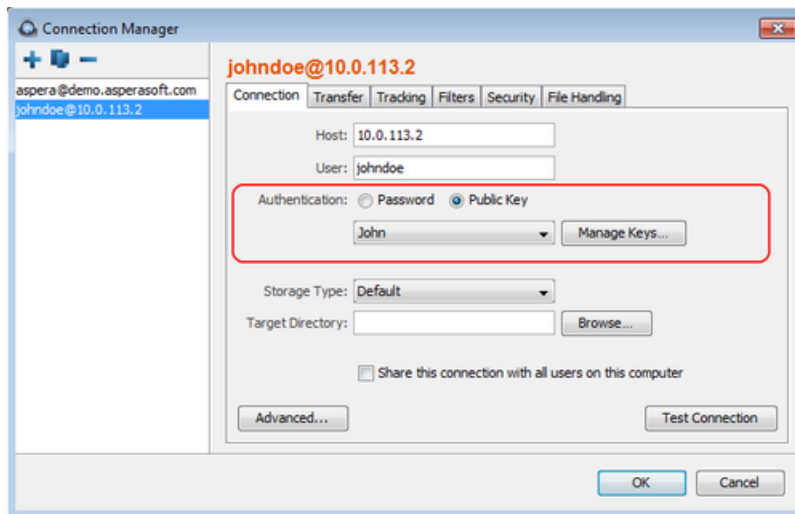 Connection Manager
aspera@demo.asperasoft.com
johndoe@10.0.113.2
johndoe@10.0.113.2
Connection Transfer Tracking Filters Security File Handling
Host: 10.0.113.2
User: johndoe
Authentication: Password Public Key
John Manage Keys...
Storage Type: Default
Target Directory: Browse...
Share this connection with all users on this computer
Advanced... Test Connection
OK Cancel